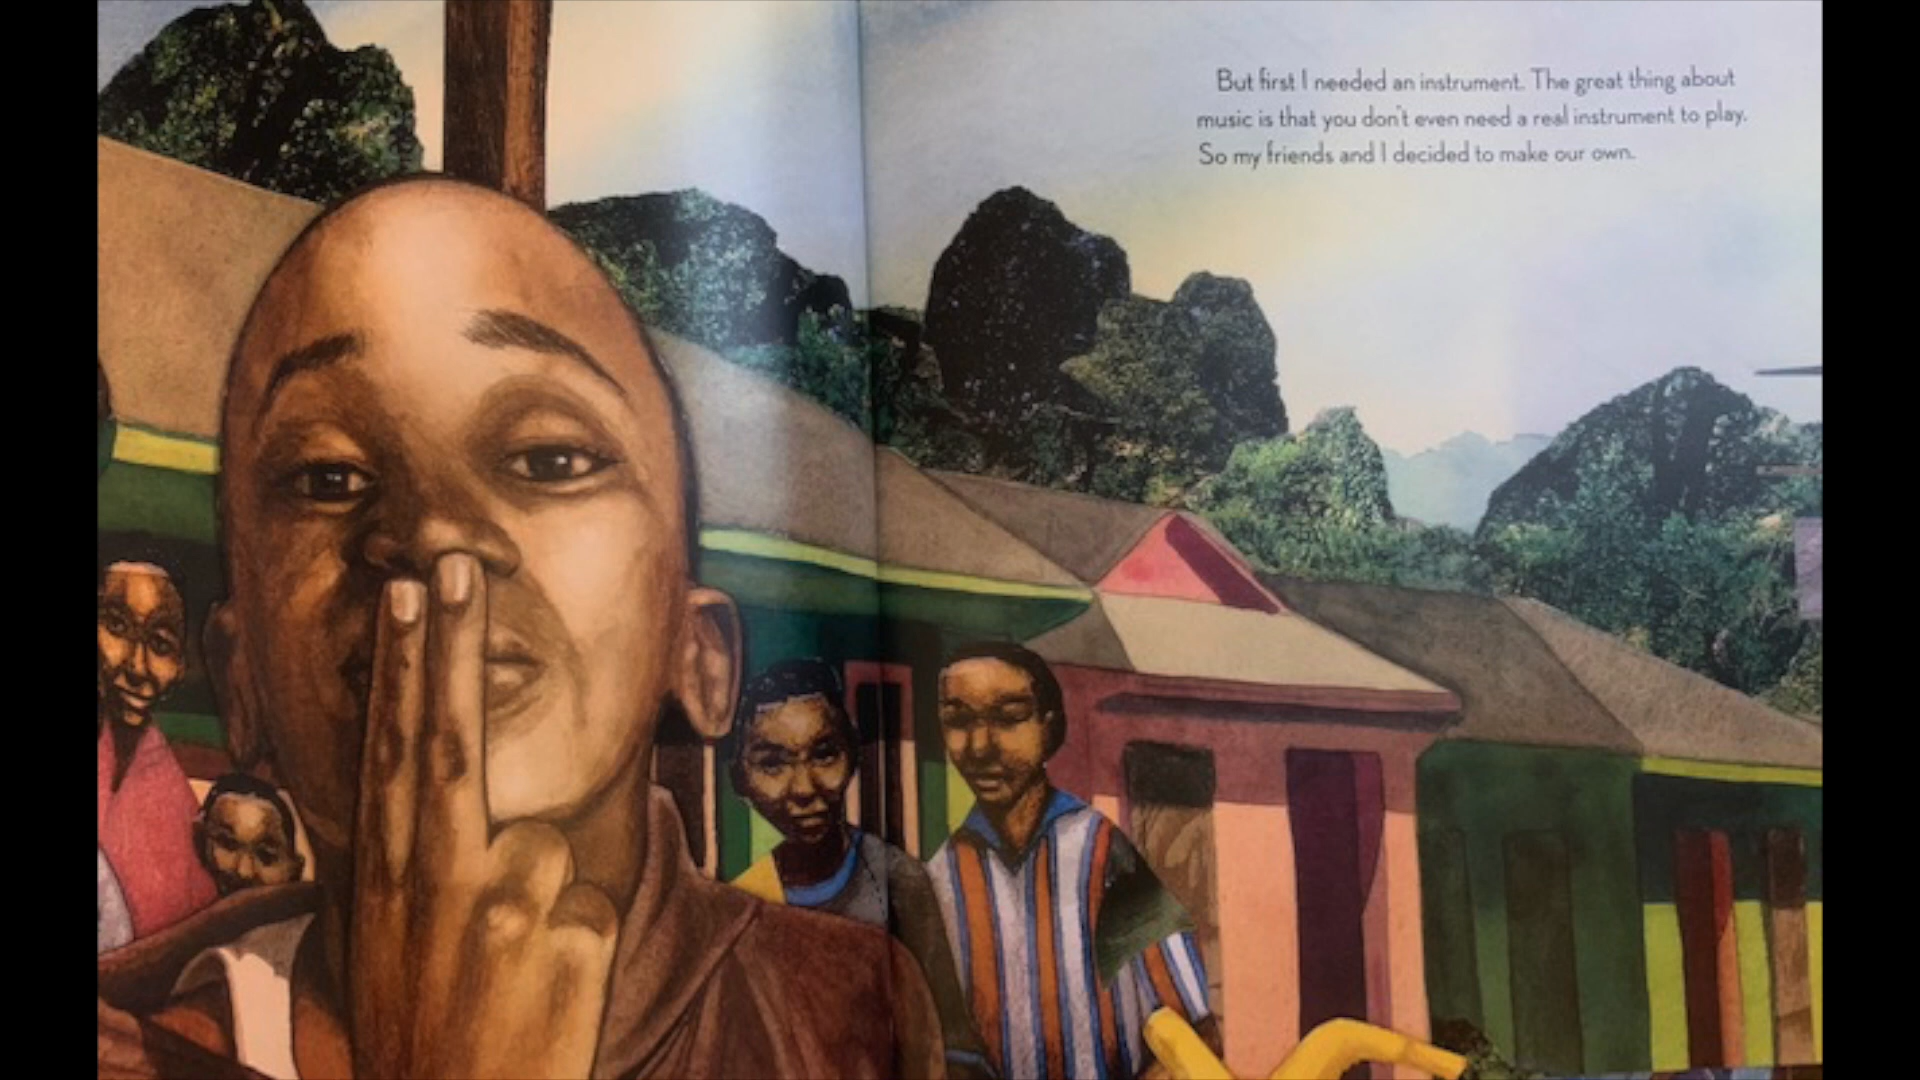 But first I needed an instrument. The great thing about
music is that you don't even need a real instrument to play.
So my friends and I decided to make our own.